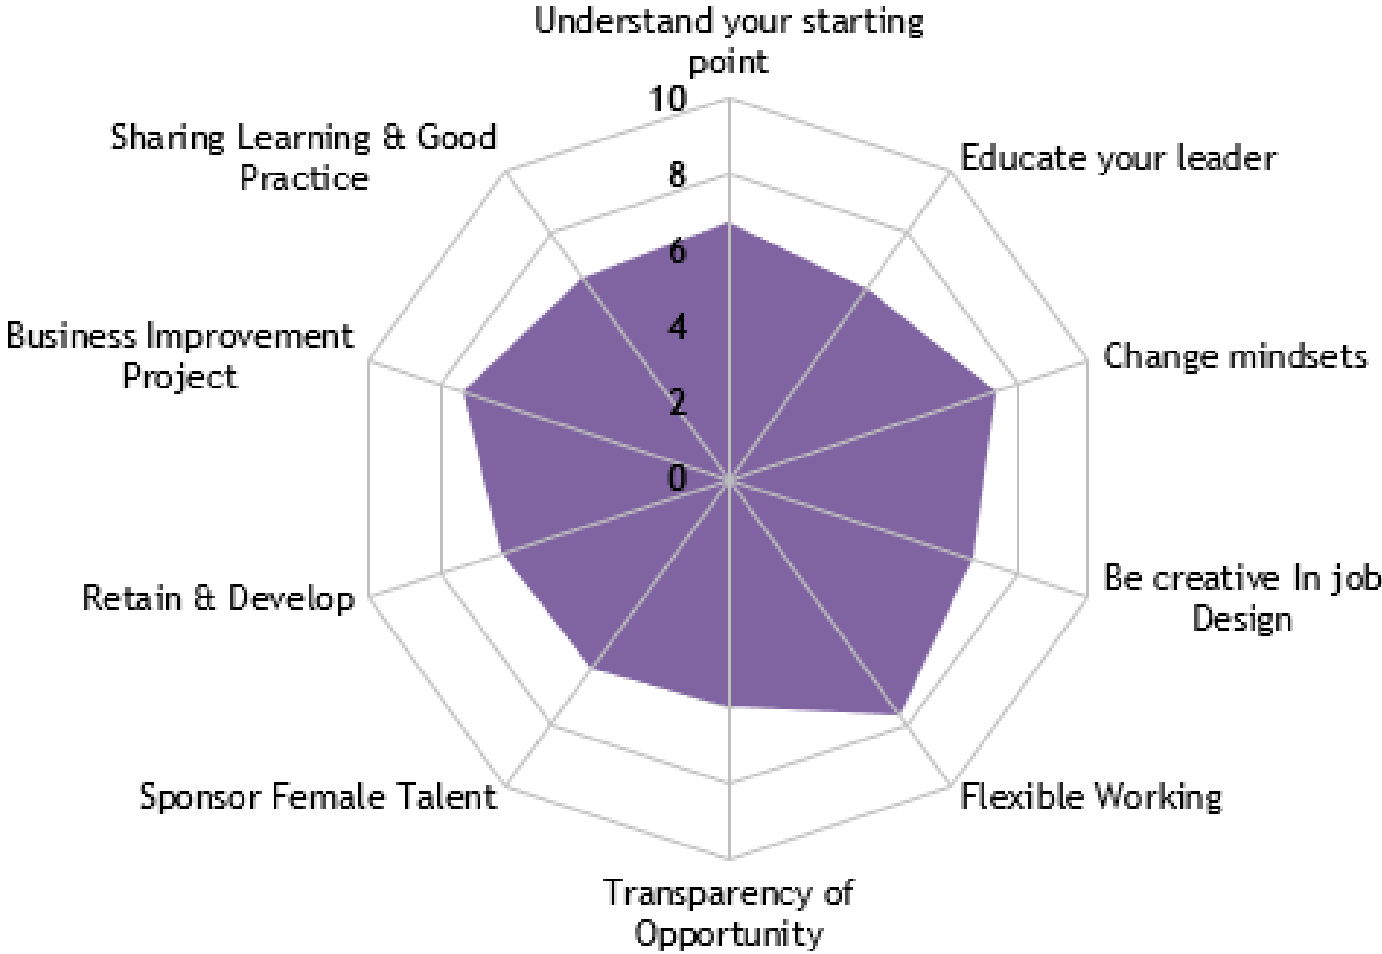 Understand your starting
point
10
8
6
4
2
0
Educate your leader
Change mindsets
Be creative In job
Design
Flexible Working
Transparency of
Opportunity
Sponsor Female Talent
Retain & Develop
Business Improvement
Project
Sharing Learning & Good
Practice